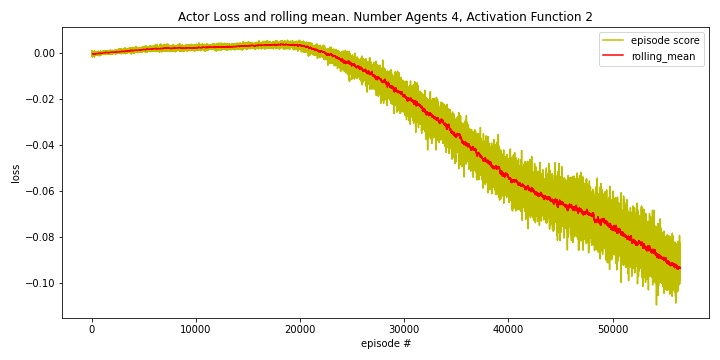 Actor Loss and rolling mean. Number Agents 4, Activation Function 2
episode score
rolling_mean
0.00
−0.02
−0.04
−0.06
−0.08
−0.10
loss
0 10000 20000 30000 40000 50000
episode #